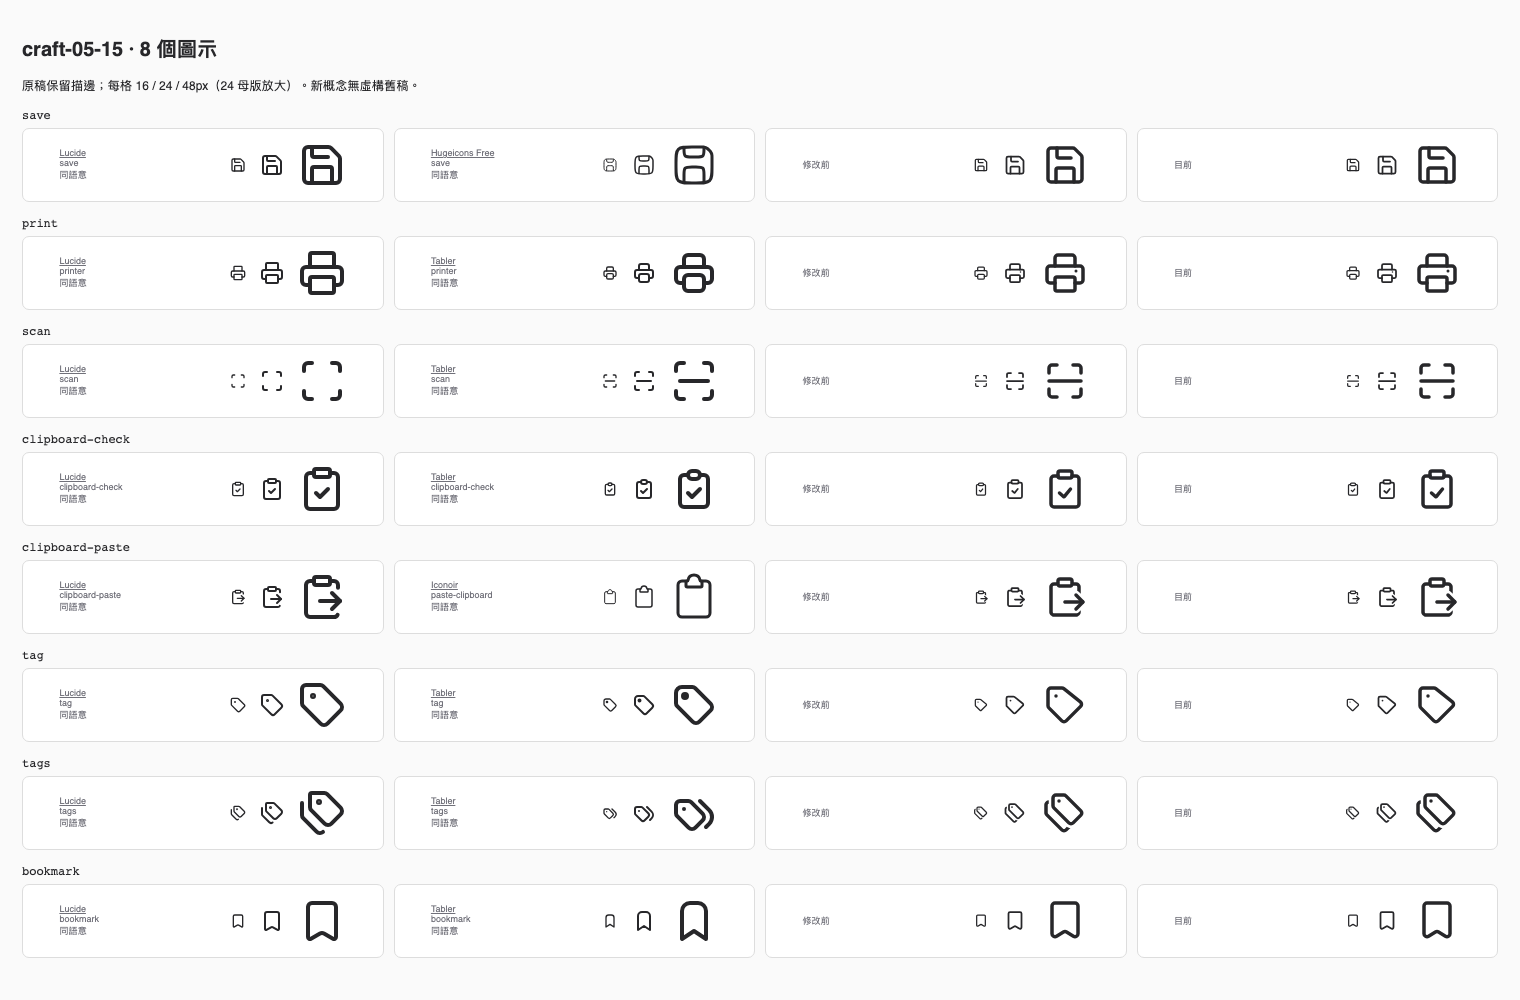 craft-05-15 · 8 個圖示
原稿保留描邊；每格 16 / 24 / 48px（24 母版放大）。新概念無虛構舊稿。
save
Lucide
save
同語意
Hugeicons Free
save
同語意
修改前
目前
print
Lucide
printer
同語意
Tabler
printer
同語意
修改前
目前
scan
Lucide
scan
同語意
Tabler
scan
同語意
修改前
目前
clipboard-check
Lucide
clipboard-check
同語意
Tabler
clipboard-check
同語意
修改前
目前
clipboard-paste
Lucide
clipboard-paste
同語意
Iconoir
paste-clipboard
同語意
修改前
目前
tag
Lucide
tag
同語意
Tabler
tag
同語意
修改前
目前
tags
Lucide
tags
同語意
Tabler
tags
同語意
修改前
目前
bookmark
Lucide
bookmark
同語意
Tabler
bookmark
同語意
修改前
目前